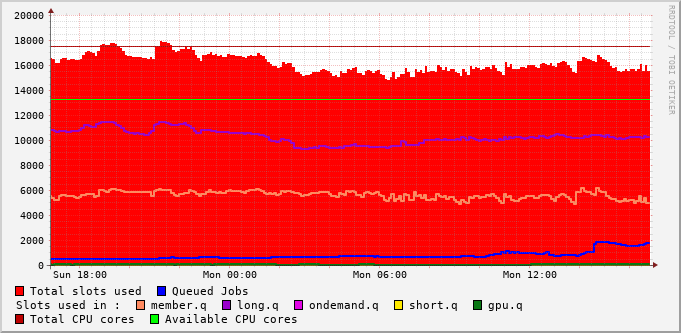 20000
18000
16000
14000
12000
10000
8000
6000
4000
2000
0
Sun 18:00 Mon 00:00 Mon 06:00 Mon 12:00
RRDTOOL / TOBI OETIKER
Total slots used Queued Jobs
Slots used in : member.q long.q ondemand.q short.q gpu.q
Total CPU cores Available CPU cores